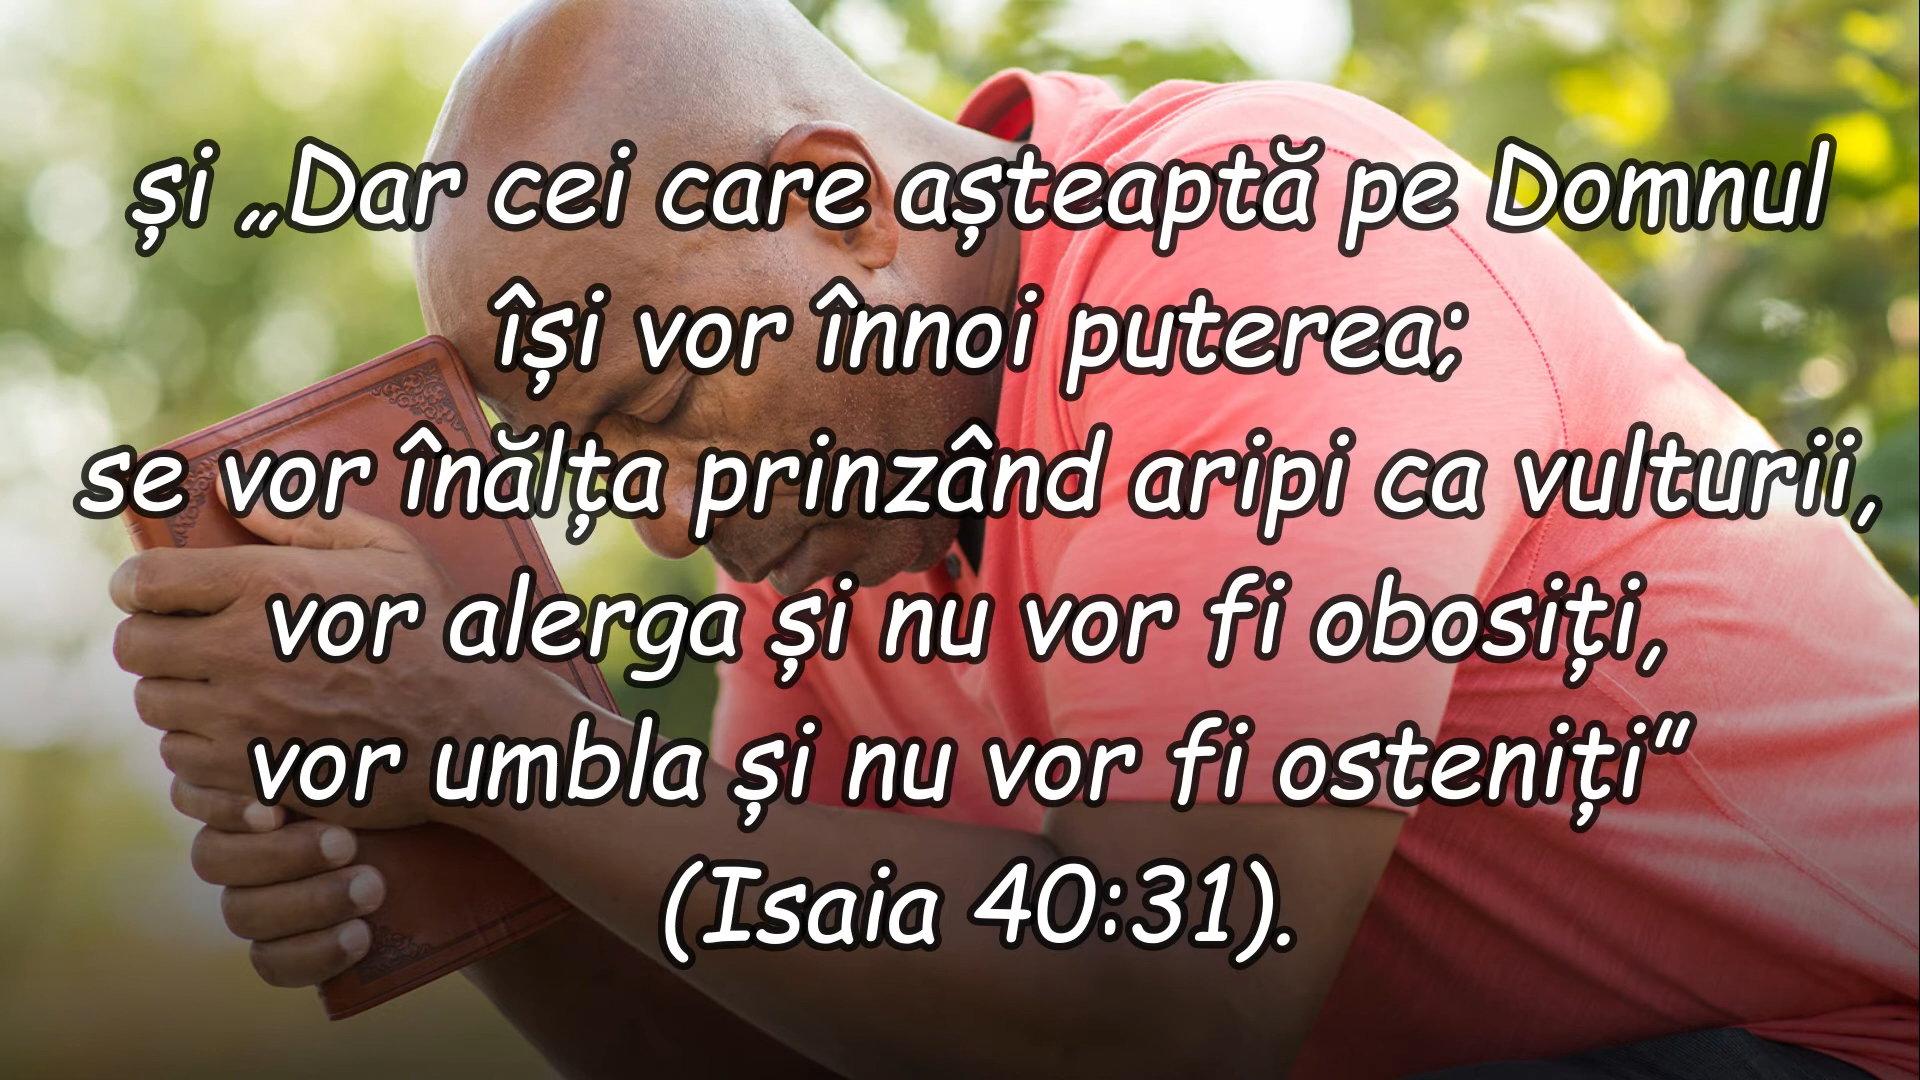 și „Dar cei care așteaptă pe Domnul
își vor înnoi puterea;
se vor înălța prinzând aripi ca vulturii,
vor alerga și nu vor fi obosiți,
vor umbla și nu vor fi osteniți”
(Isaia 40:31).